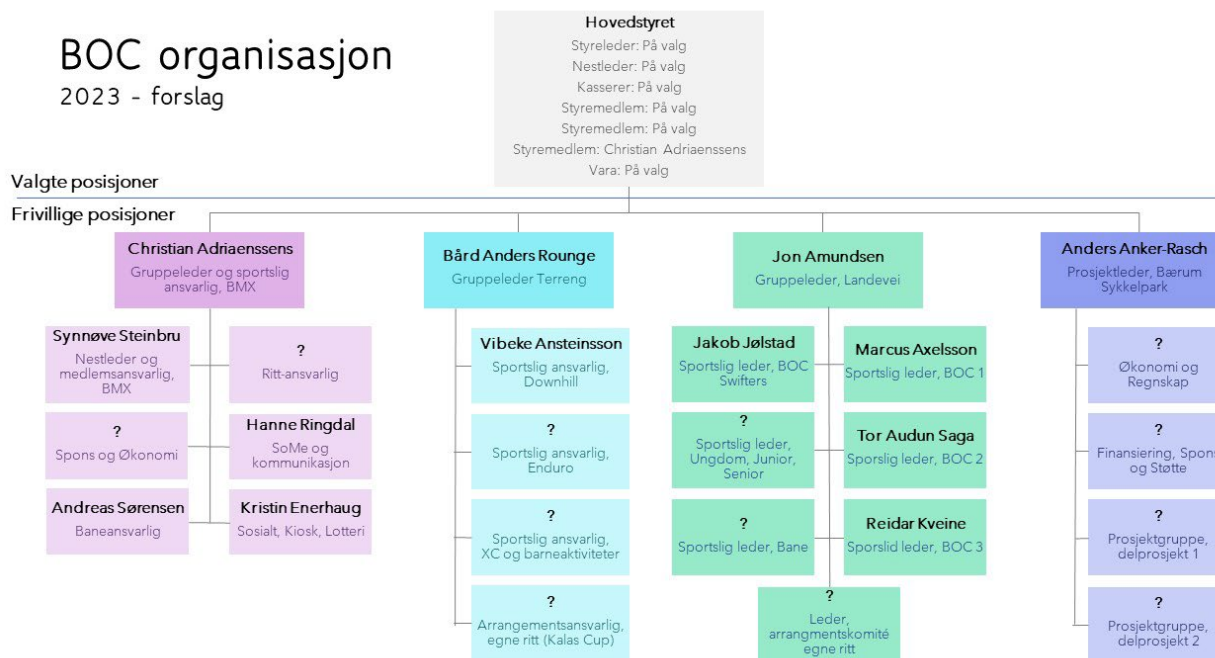 BOC organisasjon
2023 - forslag
Hovedstyret
Styreleder: På valg
Nestleder: På valg
Kasserer: På valg
Styremedlem: På valg
Styremedlem: På valg
Styremedlem: Christian Adriaenssens
Vara: På valg
Valgte posisjoner
Frivillige posisjoner
Christian Adriaenssens
Gruppeleder og sportslig
ansvarlig, BMX
Synnøve Steinbru
Nestleder og
medlemsansvarlig,
BMX
?
Ritt-ansvarlig
?
Spons og Økonomi
Hanne Ringdal
SoMe og
kommunikasjon
Andreas Sørensen
Baneansvarlig
Kristin Enerhaug
Sosialt, Kiosk, Lotteri
Bård Anders Rounge
Gruppeleder Terreng
Vibeke Ansteinsson
Sportslig ansvarlig,
Downhill
?
Sportslig ansvarlig,
Enduro
?
Sportslig ansvarlig,
XC og barneaktiviteter
?
Arrangementsansvarlig,
egne ritt (Kalas Cup)
Jon Amundsen
Gruppeleder, Landevei
Jakob Jølstad
Sportslig leder, BOC
Swifters
Marcus Axelsson
Sportslig leder, BOC 1
?
Sportslig leder,
Ungdom, Junior,
Senior
Tor Audun Saga
Sporslig leder, BOC 2
?
Sportslig leder, Bane
Reidar Kveine
Sporslid leder, BOC 3
?
Leder,
arrangmentskomité
egne ritt
Anders Anker-Rasch
Prosjektleder, Bærum
Sykkelpark
?
Økonomi og
Regnskap
?
Finansiering, Spons
og Støtte
?
Prosjektgruppe,
delprosjekt 1
?
Prosjektgruppe,
delprosjekt 2